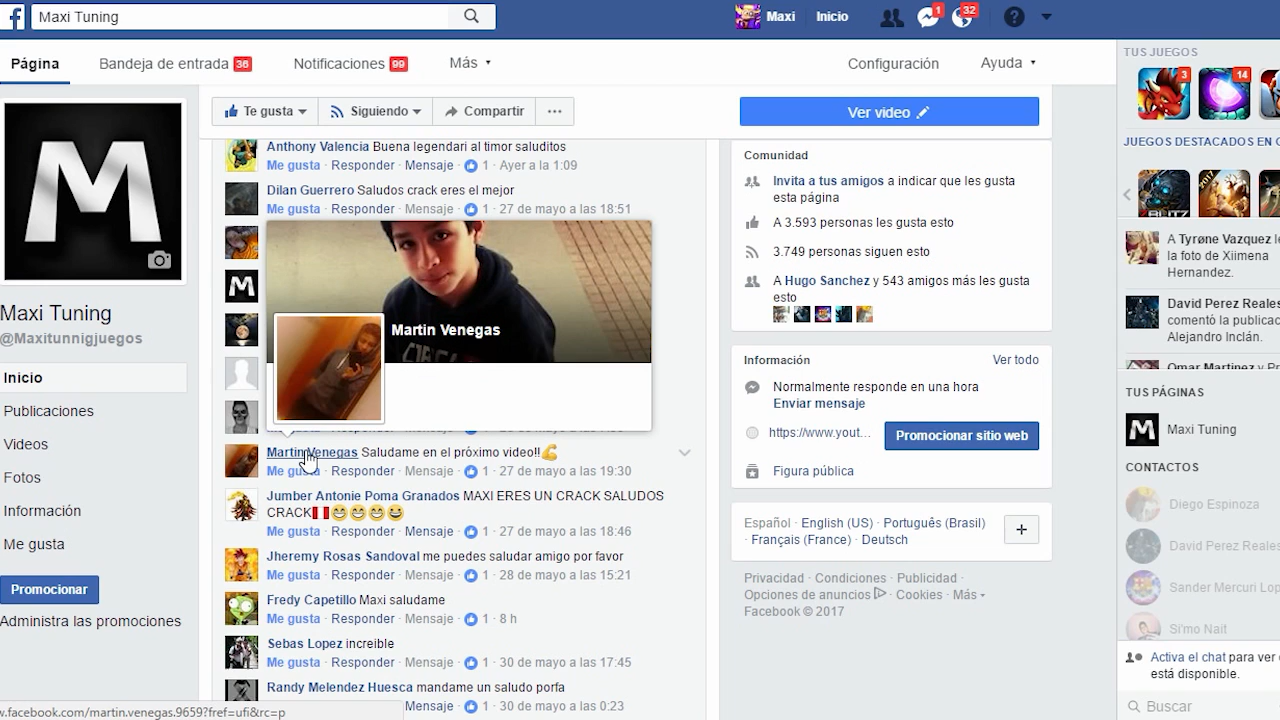 Maxi Tuning
Maxi
Inicio
1
32
Página
Bandeja de entrada 36
Notificaciones 99
Más
Configuración
Ayuda
Te gusta
Siguiendo
Compartir
Ver video
M
Maxi Tuning
@Maxitunnigjuegos
Inicio
Publicaciones
Videos
Fotos
Información
Me gusta
Promocionar
Administra las promociones
Anthony Valencia Buena legendari al timor saluditos
Me gusta · Responder · Mensaje · 1 · Ayer a la 1:09
Dilan Guerrero Saludos crack eres el mejor
Me gusta · Responder · Mensaje · 1 · 27 de mayo a las 18:51
Martin Venegas
Martin Venegas Saludame en el próximo video!!💪
Me gusta · Responder · Mensaje · 1 · 27 de mayo a las 19:30
Jumber Antonie Poma Granados MAXI ERES UN CRACK SALUDOS
CRACK🇵🇪😁😁😁😀
Me gusta · Responder · Mensaje · 1 · 27 de mayo a las 18:46
Jheremy Rosas Sandoval me puedes saludar amigo por favor
Me gusta · Responder · Mensaje · 1 · 28 de mayo a las 15:21
Fredy Capetillo Maxi saludame
Me gusta · Responder · Mensaje · 1 · 8 h
Sebas Lopez increible
Me gusta · Responder · Mensaje · 1 · 30 de mayo a las 17:45
Randy Melendez Huesca mandame un saludo porfa
Mensaje · 1 · 30 de mayo a las 0:23
w.facebook.com/martin.venegas.9659?fref=ufi&rc=p
Comunidad
Invita a tus amigos a indicar que les gusta
esta página
A 3.593 personas les gusta esto
3.749 personas siguen esto
A Hugo Sanchez y 543 amigos más les gusta
esto
Información
Ver todo
Normalmente responde en una hora
Enviar mensaje
https://www.yout...
Promocionar sitio web
Figura pública
Español · English (US) · Português (Brasil)
· Français (France) · Deutsch
Privacidad · Condiciones · Publicidad ·
Opciones de anuncios · Cookies · Más
Facebook © 2017
TUS JUEGOS
3
14
JUEGOS DESTACADOS EN
BLITZ
2017
A Tyrøne Vazquez le
la foto de Xiimena
Hernandez.
David Perez Reales
comentó la publicac
Alejandro Inclán.
Omar Martinez y
TUS PÁGINAS
Maxi Tuning
CONTACTOS
Diego Espinoza
David Perez Reales
Sander Mercuri Lop
Si'mo Nait
Activa el chat para ver
está disponible.
Buscar